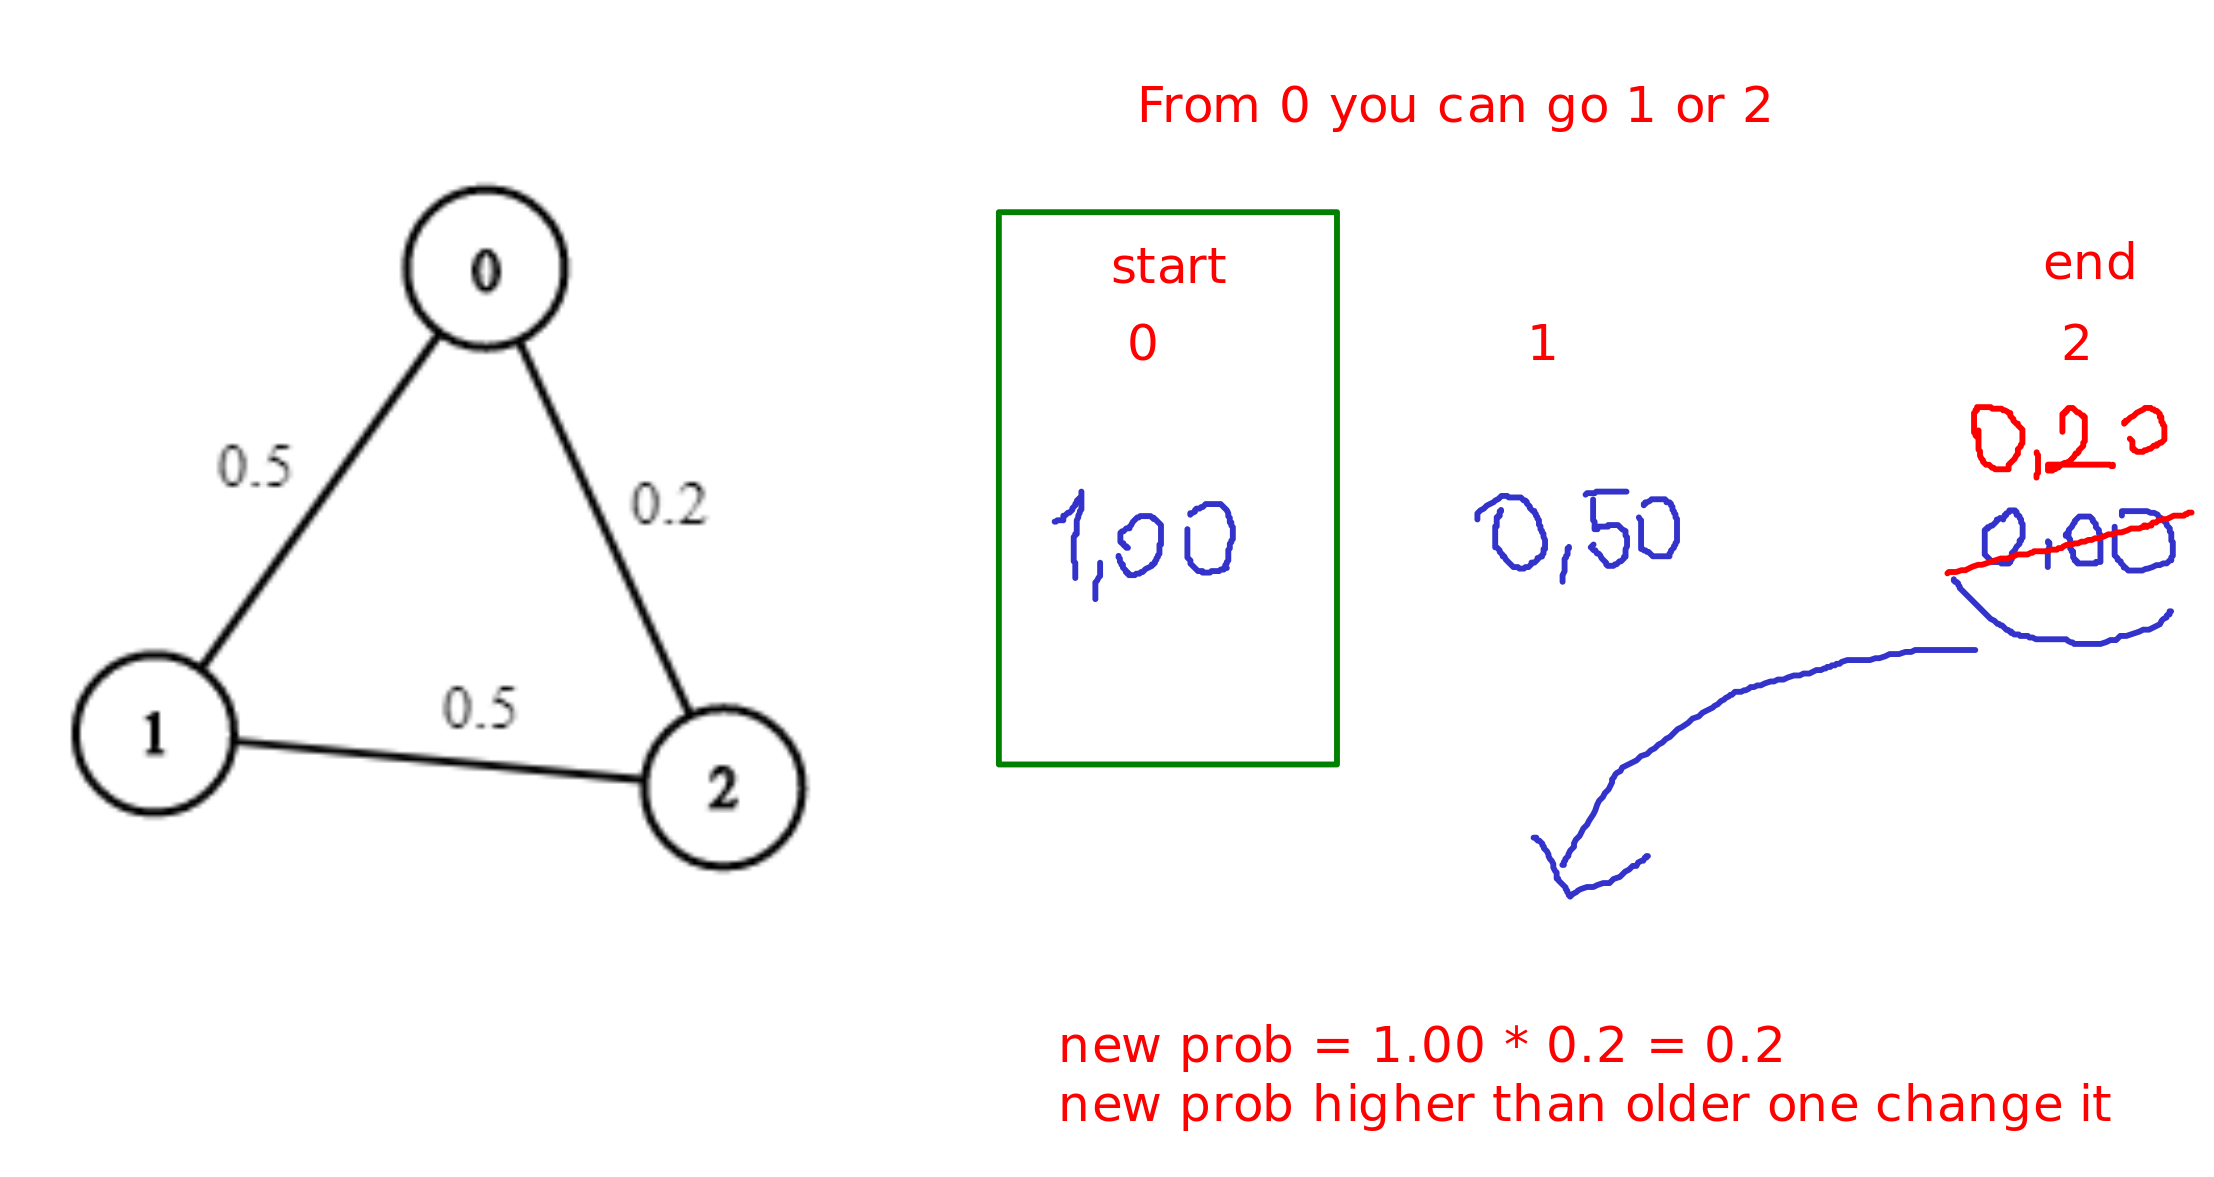 From 0 you can go 1 or 2
start
end
0
1
2
0,20
1,00
0,50
0,00
0
0.5
0.2
0.5
1
2
new prob = 1.00 * 0.2 = 0.2
new prob higher than older one change it